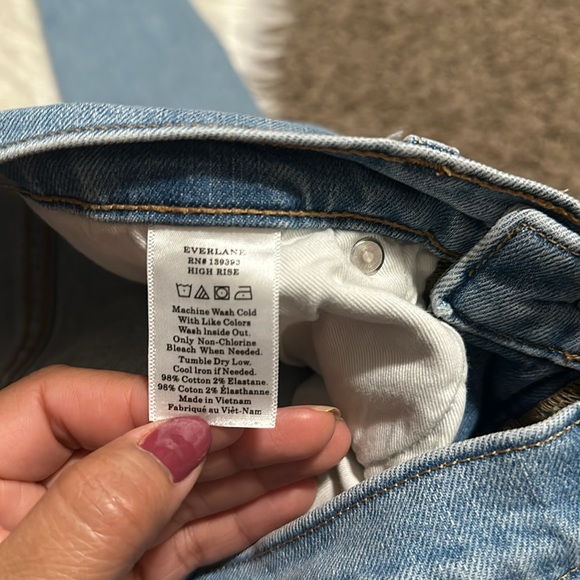 EVERLANE
RN# 139393
HIGH RISE
Machine Wash Cold
With Like Colors
Wash Inside Out.
Only Non-Chlorine
Bleach When Needed.
Tumble Dry Low.
Cool Iron if Needed.
98% Cotton 2% Elastane.
98% Cotton 2% Élasthanne.
Made in Vietnam
Fabriqué au Viêt-Nam